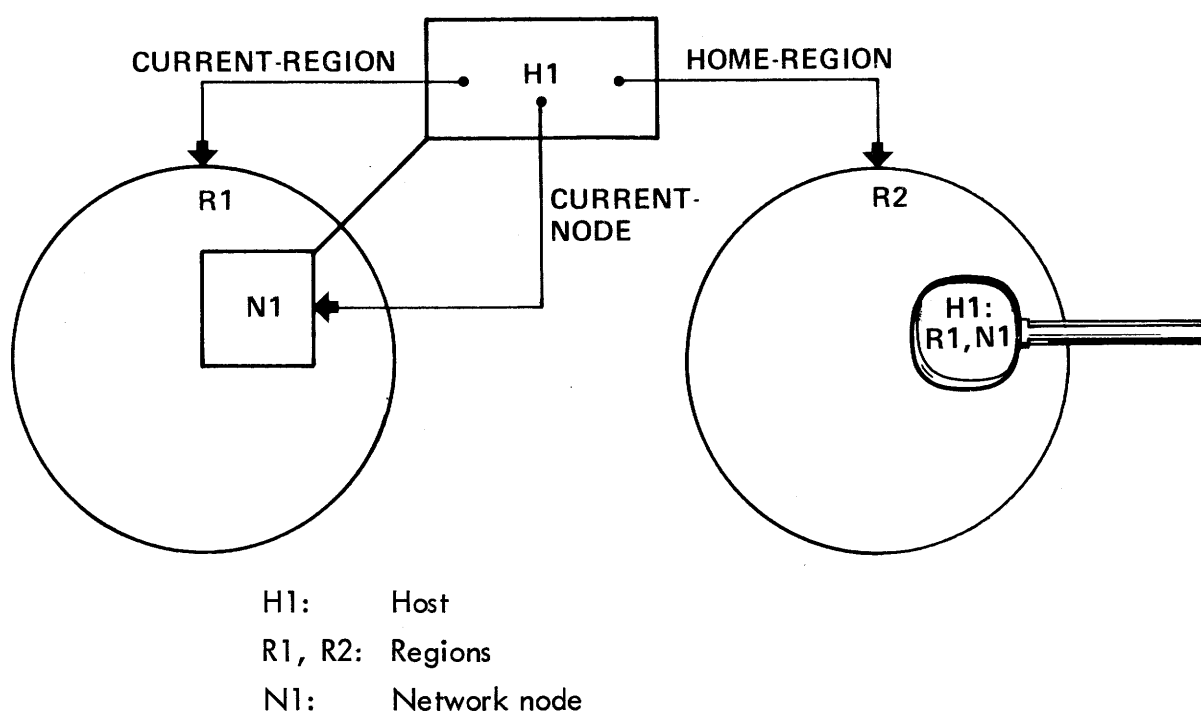 CURRENT-REGION
H1
HOME-REGION
R1
CURRENT-
NODE
R2
N1
H1:
R1,N1
H1: Host
R1, R2: Regions
N1: Network node